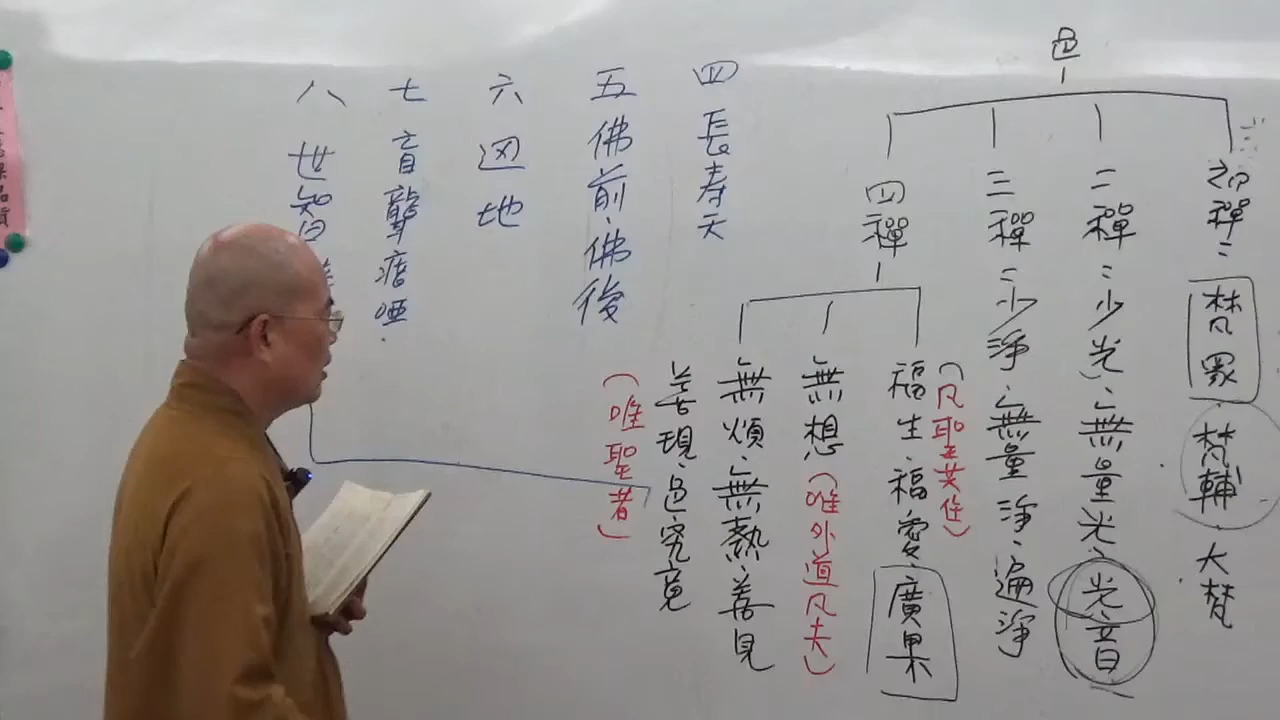 色
初禪：梵眾、梵輔、大梵
二禪：少光、無量光、光音
三禪：少淨、無量淨、遍淨
四禪
福生、福愛、廣果
（凡聖共住）
無想（唯外道凡夫）
無煩、無熱、善見
善現、色究竟
（唯聖者）
四 長壽天
五 佛前、佛後
六 囚地
七 盲聾瘖啞
八 世智